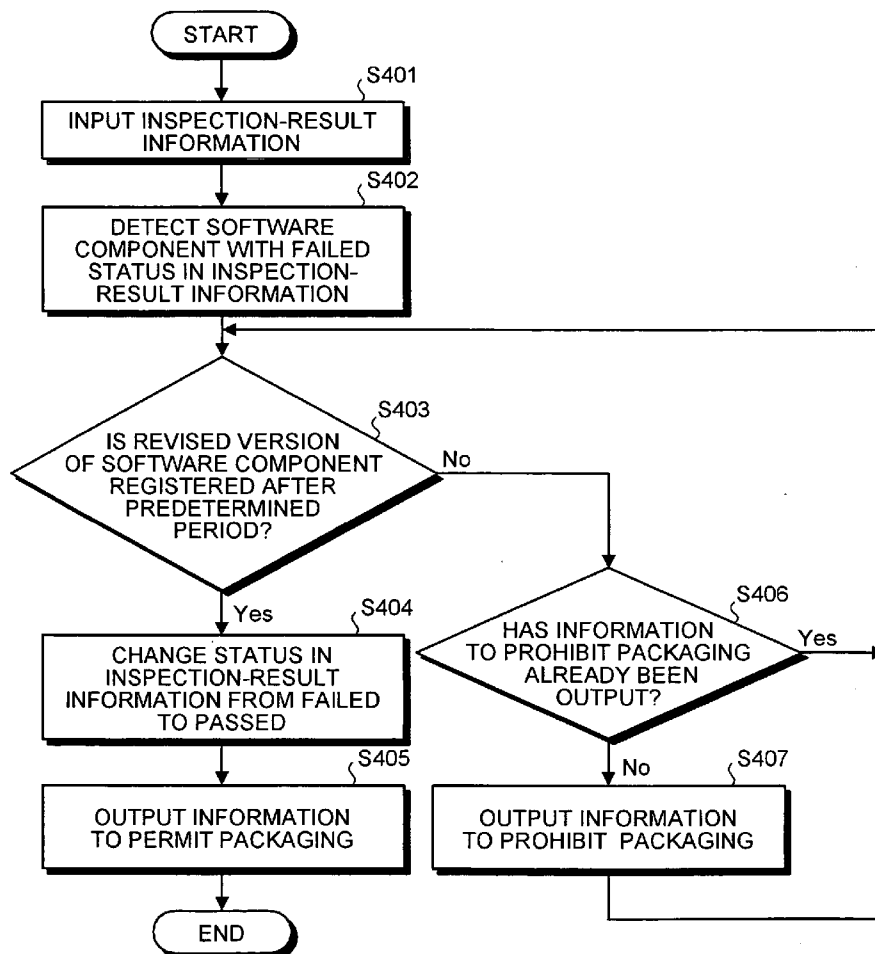 START
S401
INPUT INSPECTION-RESULT
INFORMATION
S402
DETECT SOFTWARE
COMPONENT WITH FAILED
STATUS IN INSPECTION-
RESULT INFORMATION
S403
IS REVISED VERSION
OF SOFTWARE COMPONENT
REGISTERED AFTER
PREDETERMINED
PERIOD?
No
Yes
S404
CHANGE STATUS IN
INSPECTION-RESULT
INFORMATION FROM FAILED
TO PASSED
S405
OUTPUT INFORMATION
TO PERMIT PACKAGING
END
S406
HAS INFORMATION
TO PROHIBIT PACKAGING
ALREADY BEEN
OUTPUT?
Yes
No
S407
OUTPUT INFORMATION
TO PROHIBIT PACKAGING